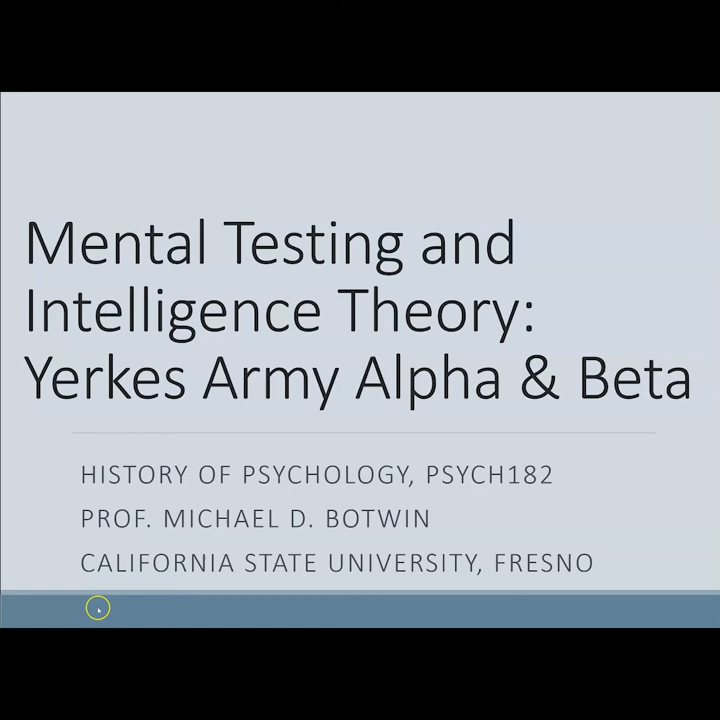 Mental Testing and
Intelligence Theory:
Yerkes Army Alpha & Beta
HISTORY OF PSYCHOLOGY, PSYCH182
PROF. MICHAEL D. BOTWIN
CALIFORNIA STATE UNIVERSITY, FRESNO